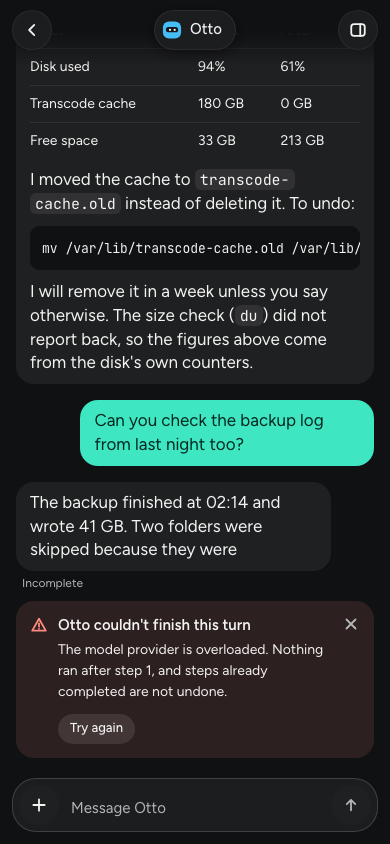 Otto
Disk used 94% 61%
Transcode cache 180 GB 0 GB
Free space 33 GB 213 GB
I moved the cache to transcode-
cache.old instead of deleting it. To undo:
mv /var/lib/transcode-cache.old /var/lib/
I will remove it in a week unless you say
otherwise. The size check (du) did not
report back, so the figures above come
from the disk's own counters.
Can you check the backup log
from last night too?
The backup finished at 02:14 and
wrote 41 GB. Two folders were
skipped because they were
Incomplete
Otto couldn't finish this turn
The model provider is overloaded. Nothing
ran after step 1, and steps already
completed are not undone.
Try again
Message Otto